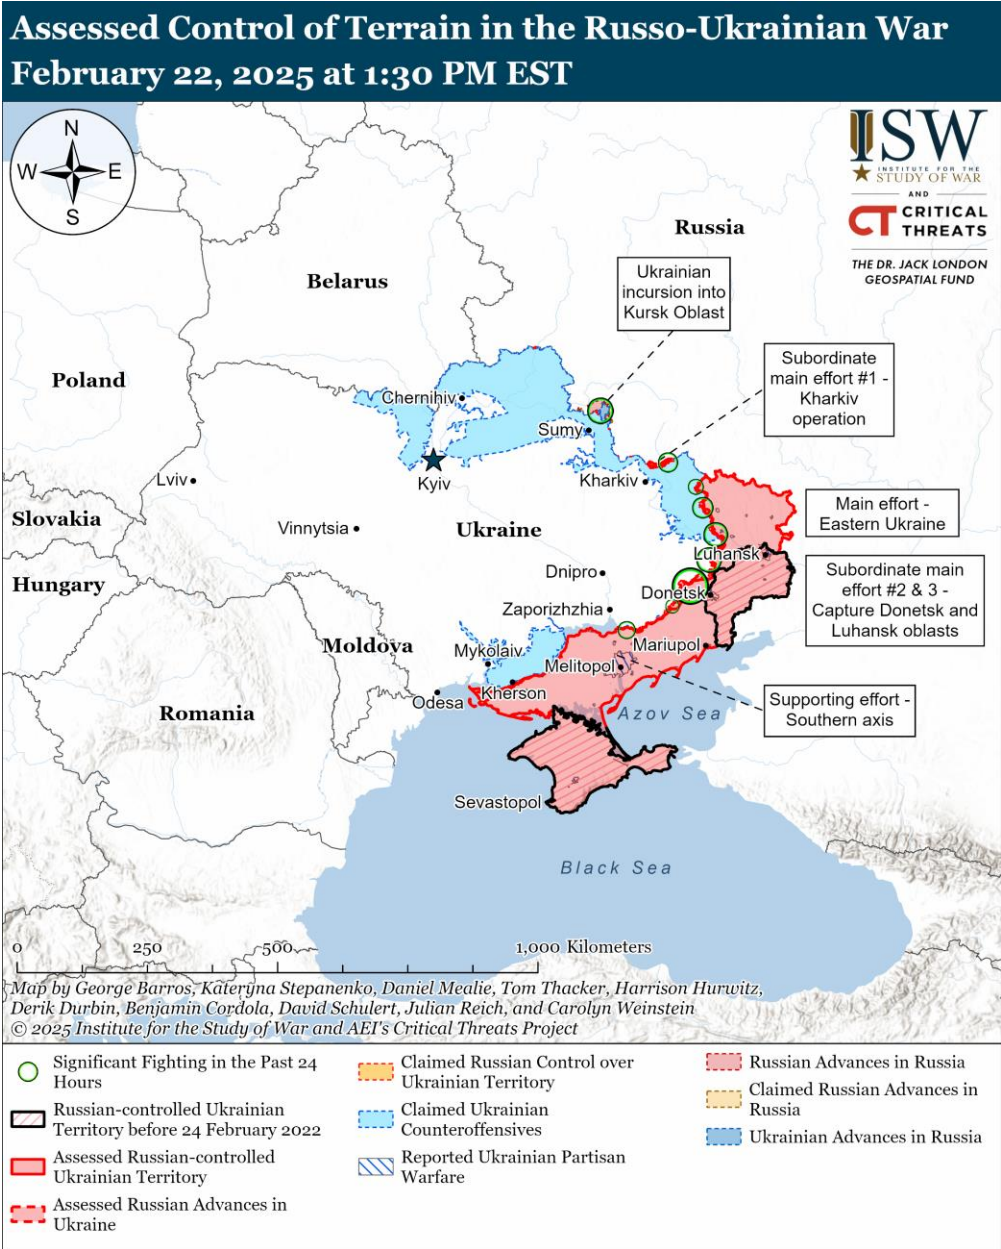 Assessed Control of Terrain in the Russo-Ukrainian War
February 22, 2025 at 1:30 PM EST
N
W
E
S
ISW
INSTITUTE FOR THE
STUDY OF WAR
AND
CT CRITICAL
THREATS
THE DR. JACK LONDON
GEOSPATIAL FUND
Russia
Belarus
Ukrainian
incursion into
Kursk Oblast
Subordinate
main effort #1 -
Kharkiv
operation
Poland
Chernihiv
Sumy
Kyiv
Lviv
Kharkiv
Slovakia
Main effort -
Eastern Ukraine
Vinnytsia
Ukraine
Luhansk
Hungary
Dnipro
Donetsk
Subordinate main
effort #2 & 3 -
Capture Donetsk and
Luhansk oblasts
Zaporizhzhia
Moldova
Mykolaiv
Mariupol
Melitopol
Kherson
Odesa
Romania
Azov Sea
Supporting effort -
Southern axis
Sevastopol
Black Sea
0
250
500
1,000 Kilometers
Map by George Barros, Kateryna Stepanenko, Daniel Mealie, Tom Thacker, Harrison Hurwitz,
Derik Durbin, Benjamin Cordola, David Schulert, Julian Reich, and Carolyn Weinstein
© 2025 Institute for the Study of War and AEI's Critical Threats Project
Significant Fighting in the Past 24
Hours
Russian-controlled Ukrainian
Territory before 24 February 2022
Assessed Russian-controlled
Ukrainian Territory
Assessed Russian Advances in
Ukraine
Claimed Russian Control over
Ukrainian Territory
Claimed Ukrainian
Counteroffensives
Reported Ukrainian Partisan
Warfare
Russian Advances in Russia
Claimed Russian Advances in
Russia
Ukrainian Advances in Russia